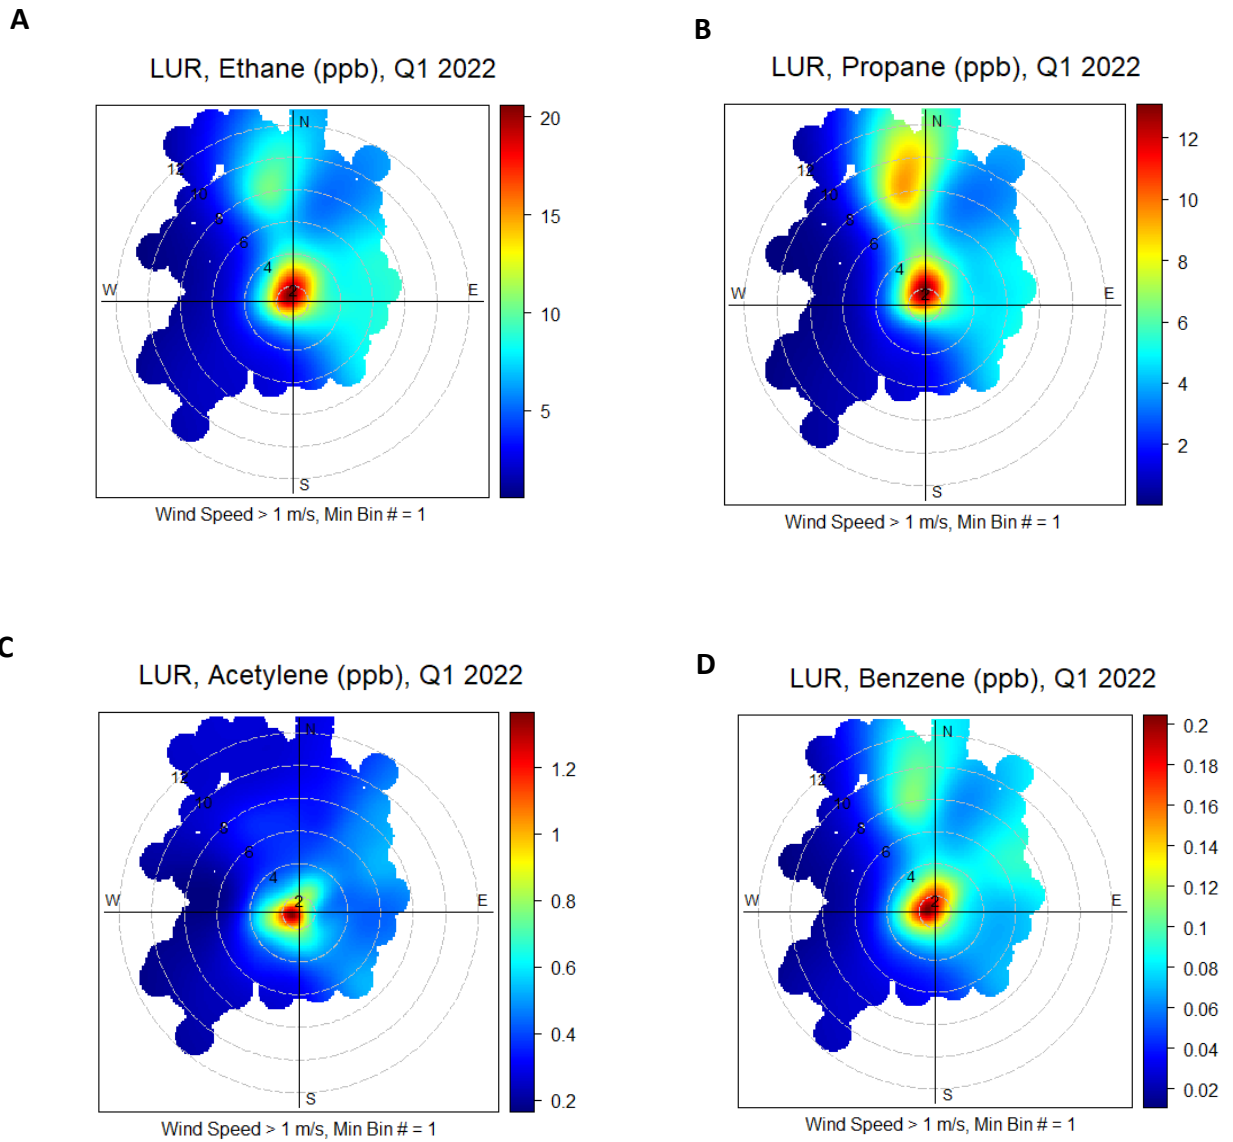 A
LUR, Ethane (ppb), Q1 2022
N
12
10
8
6
4
2
W
E
S
20
15
10
5
Wind Speed > 1 m/s, Min Bin # = 1
B
LUR, Propane (ppb), Q1 2022
N
12
10
8
6
4
2
W
E
S
12
10
8
6
4
2
Wind Speed > 1 m/s, Min Bin # = 1
C
LUR, Acetylene (ppb), Q1 2022
N
12
10
8
6
4
2
W
E
S
1.2
1
0.8
0.6
0.4
0.2
Wind Speed > 1 m/s, Min Bin # = 1
D
LUR, Benzene (ppb), Q1 2022
N
12
10
8
6
4
2
W
E
S
0.2
0.18
0.16
0.14
0.12
0.1
0.08
0.06
0.04
0.02
Wind Speed > 1 m/s, Min Bin # = 1